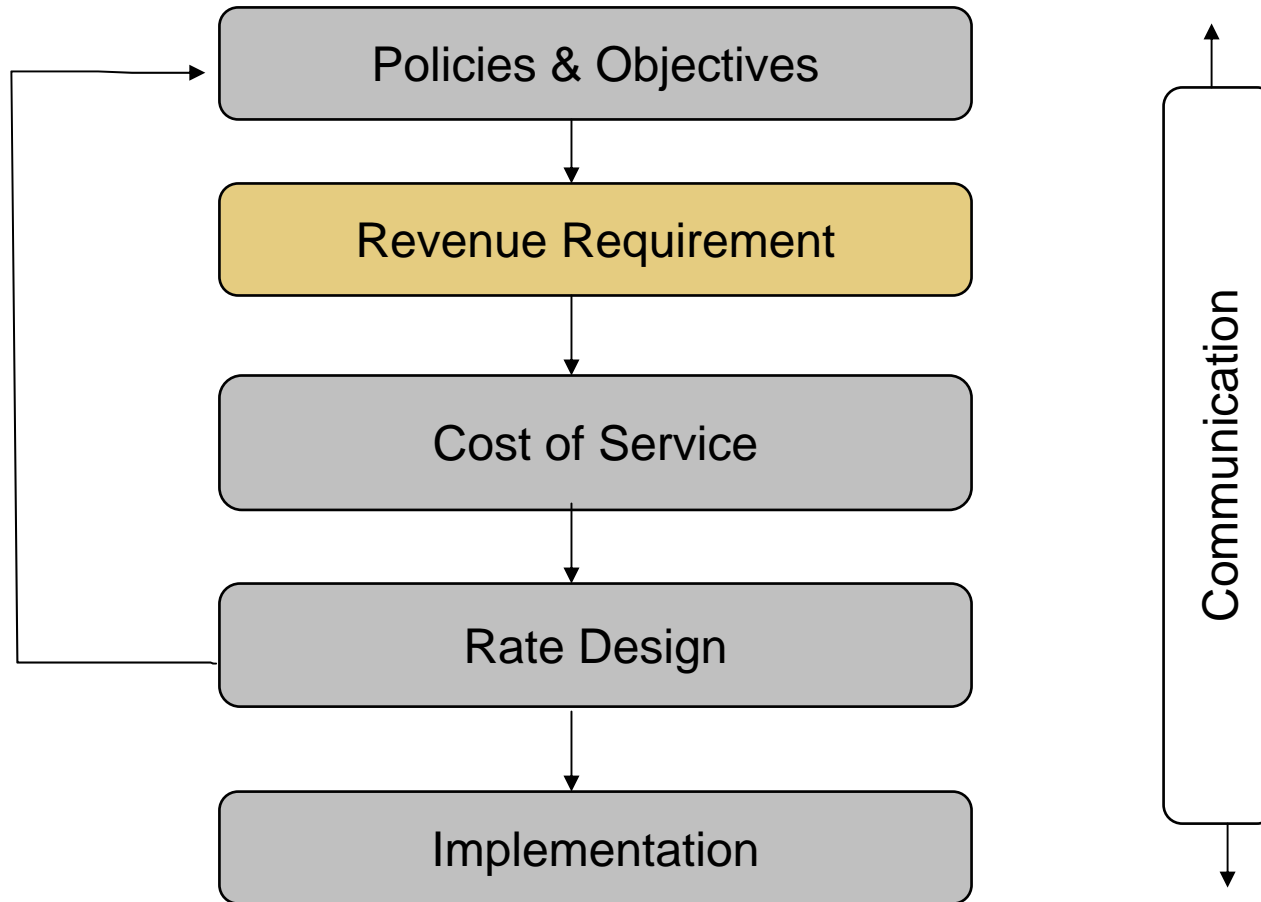 Policies & Objectives
Revenue Requirement
Cost of Service
Rate Design
Implementation
Communication